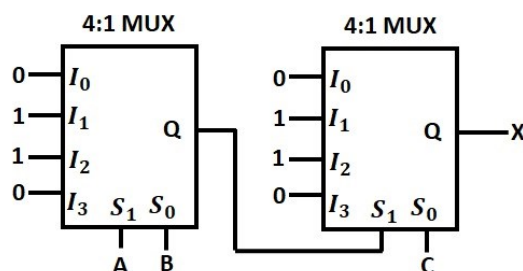 4:1 MUX
0 I₀
1 I₁
1 I₂
0 I₃
Q
S₁ S₀
A B
4:1 MUX
0 I₀
1 I₁
1 I₂
0 I₃
Q X
S₁ S₀
C